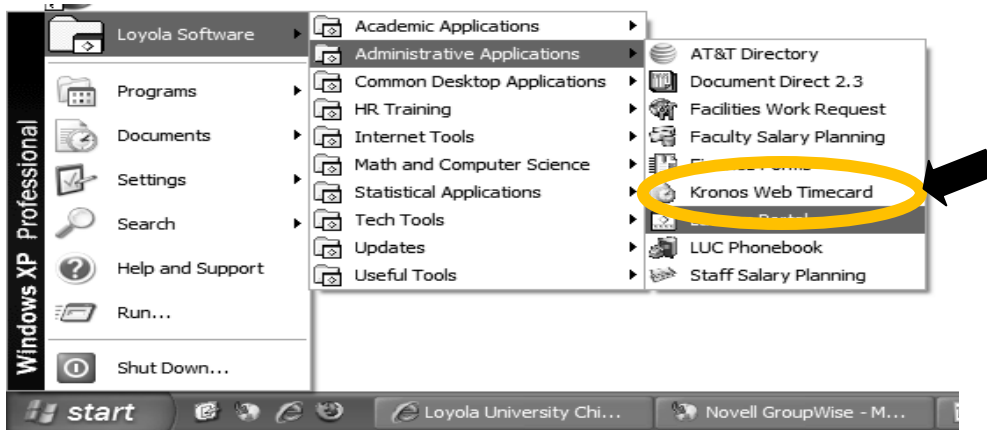 Loyola Software
Programs
Documents
Settings
Search
Help and Support
Run...
Shut Down...
Windows XP Professional
Academic Applications
Administrative Applications
Common Desktop Applications
HR Training
Internet Tools
Math and Computer Science
Statistical Applications
Tech Tools
Updates
Useful Tools
AT&T Directory
Document Direct 2.3
Facilities Work Request
Faculty Salary Planning
Kronos Web Timecard
Portal
LUC Phonebook
Staff Salary Planning
start
Loyola University Chi...
Novell GroupWise - M...